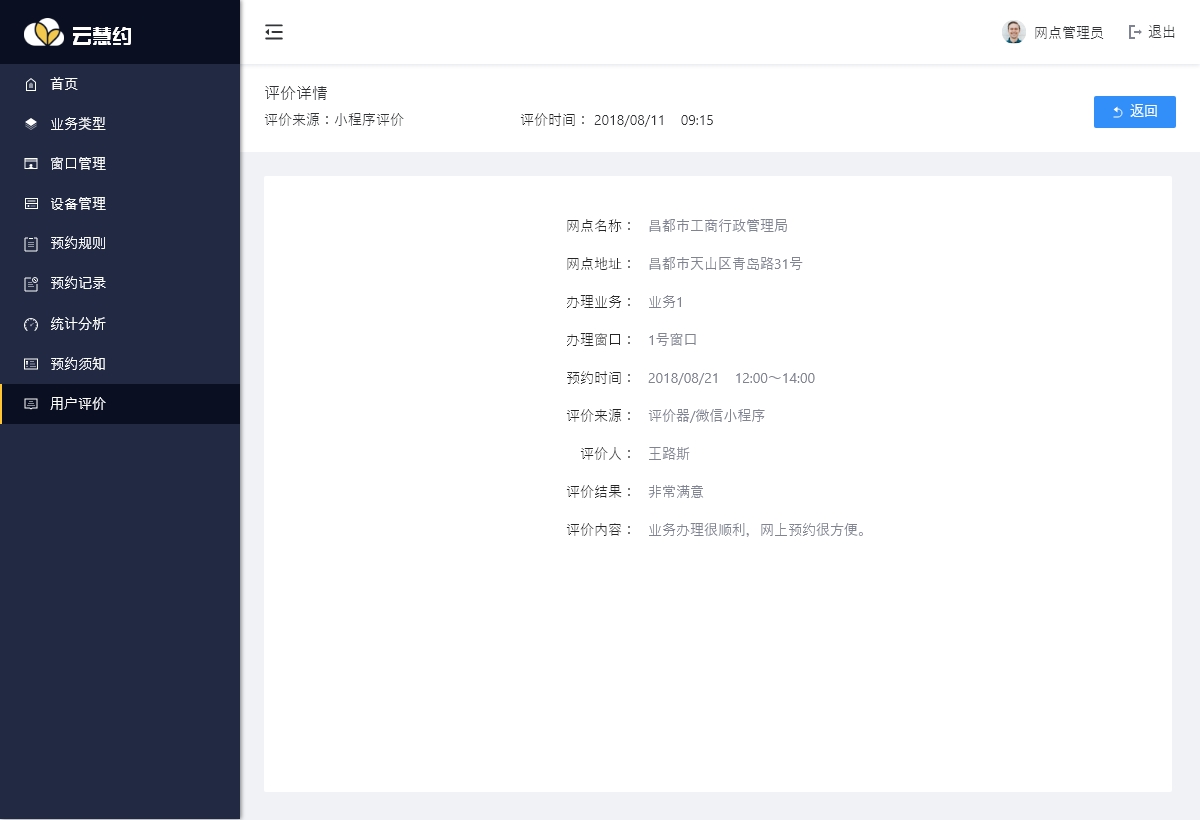 云慧约
网点管理员 退出
首页
业务类型
窗口管理
设备管理
预约规则
预约记录
统计分析
预约须知
用户评价
评价详情
评价来源：小程序评价 评价时间： 2018/08/11 09:15
返回
网点名称： 昌都市工商行政管理局
网点地址： 昌都市天山区青岛路31号
办理业务： 业务1
办理窗口： 1号窗口
预约时间： 2018/08/21 12:00～14:00
评价来源： 评价器/微信小程序
评价人： 王路斯
评价结果： 非常满意
评价内容： 业务办理很顺利，网上预约很方便。